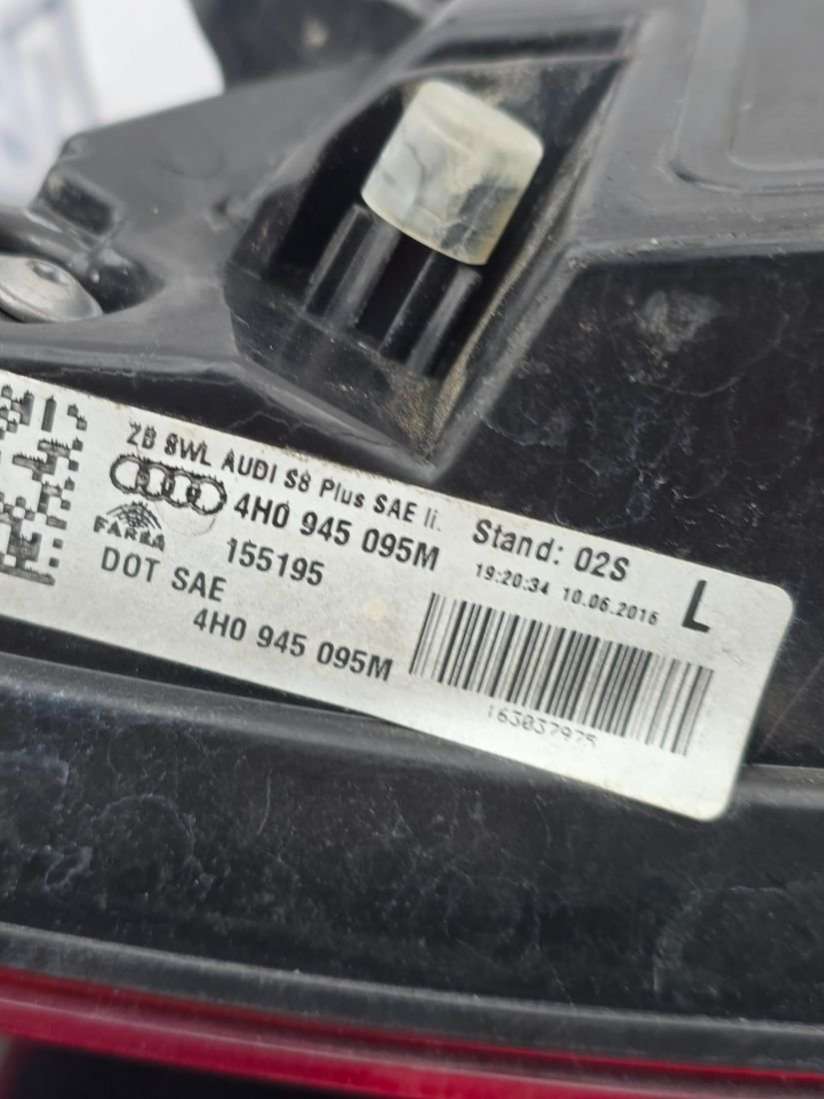 ZB 8WL AUDI S8 Plus SAE li.
4H0 945 095M
FARBA
155195
DOT SAE
4H0 945 095M
Stand: 02S
19:20:34 10.06.2016
L
163037975